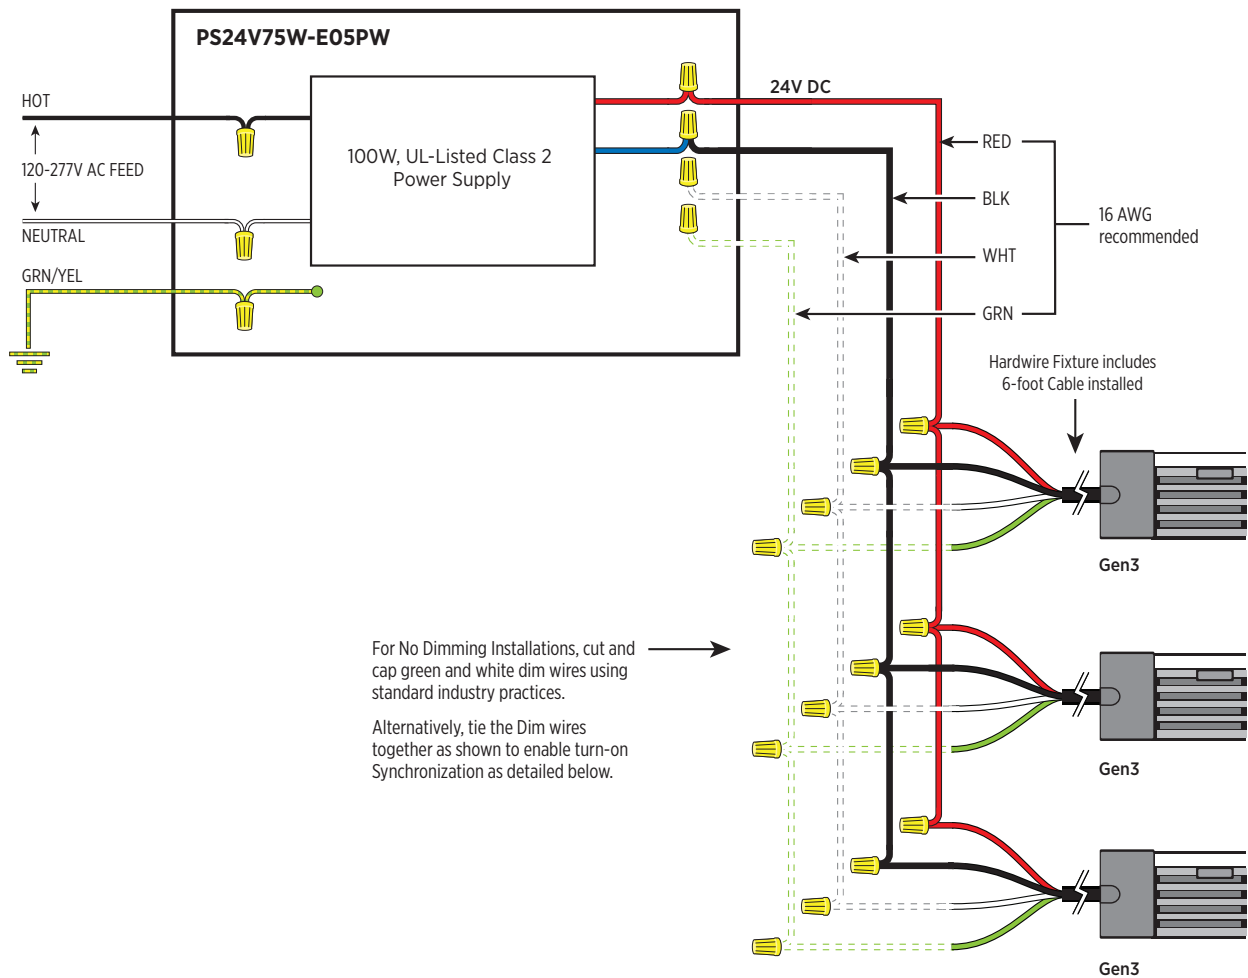 PS24V75W-E05PW
HOT
120-277V AC FEED
NEUTRAL
GRN/YEL
100W, UL-Listed Class 2
Power Supply
24V DC
RED
BLK
WHT
GRN
16 AWG
recommended
Hardwire Fixture includes
6-foot Cable installed
Gen3
For No Dimming Installations, cut and
cap green and white dim wires using
standard industry practices.
Alternatively, tie the Dim wires
together as shown to enable turn-on
Synchronization as detailed below.
Gen3
Gen3